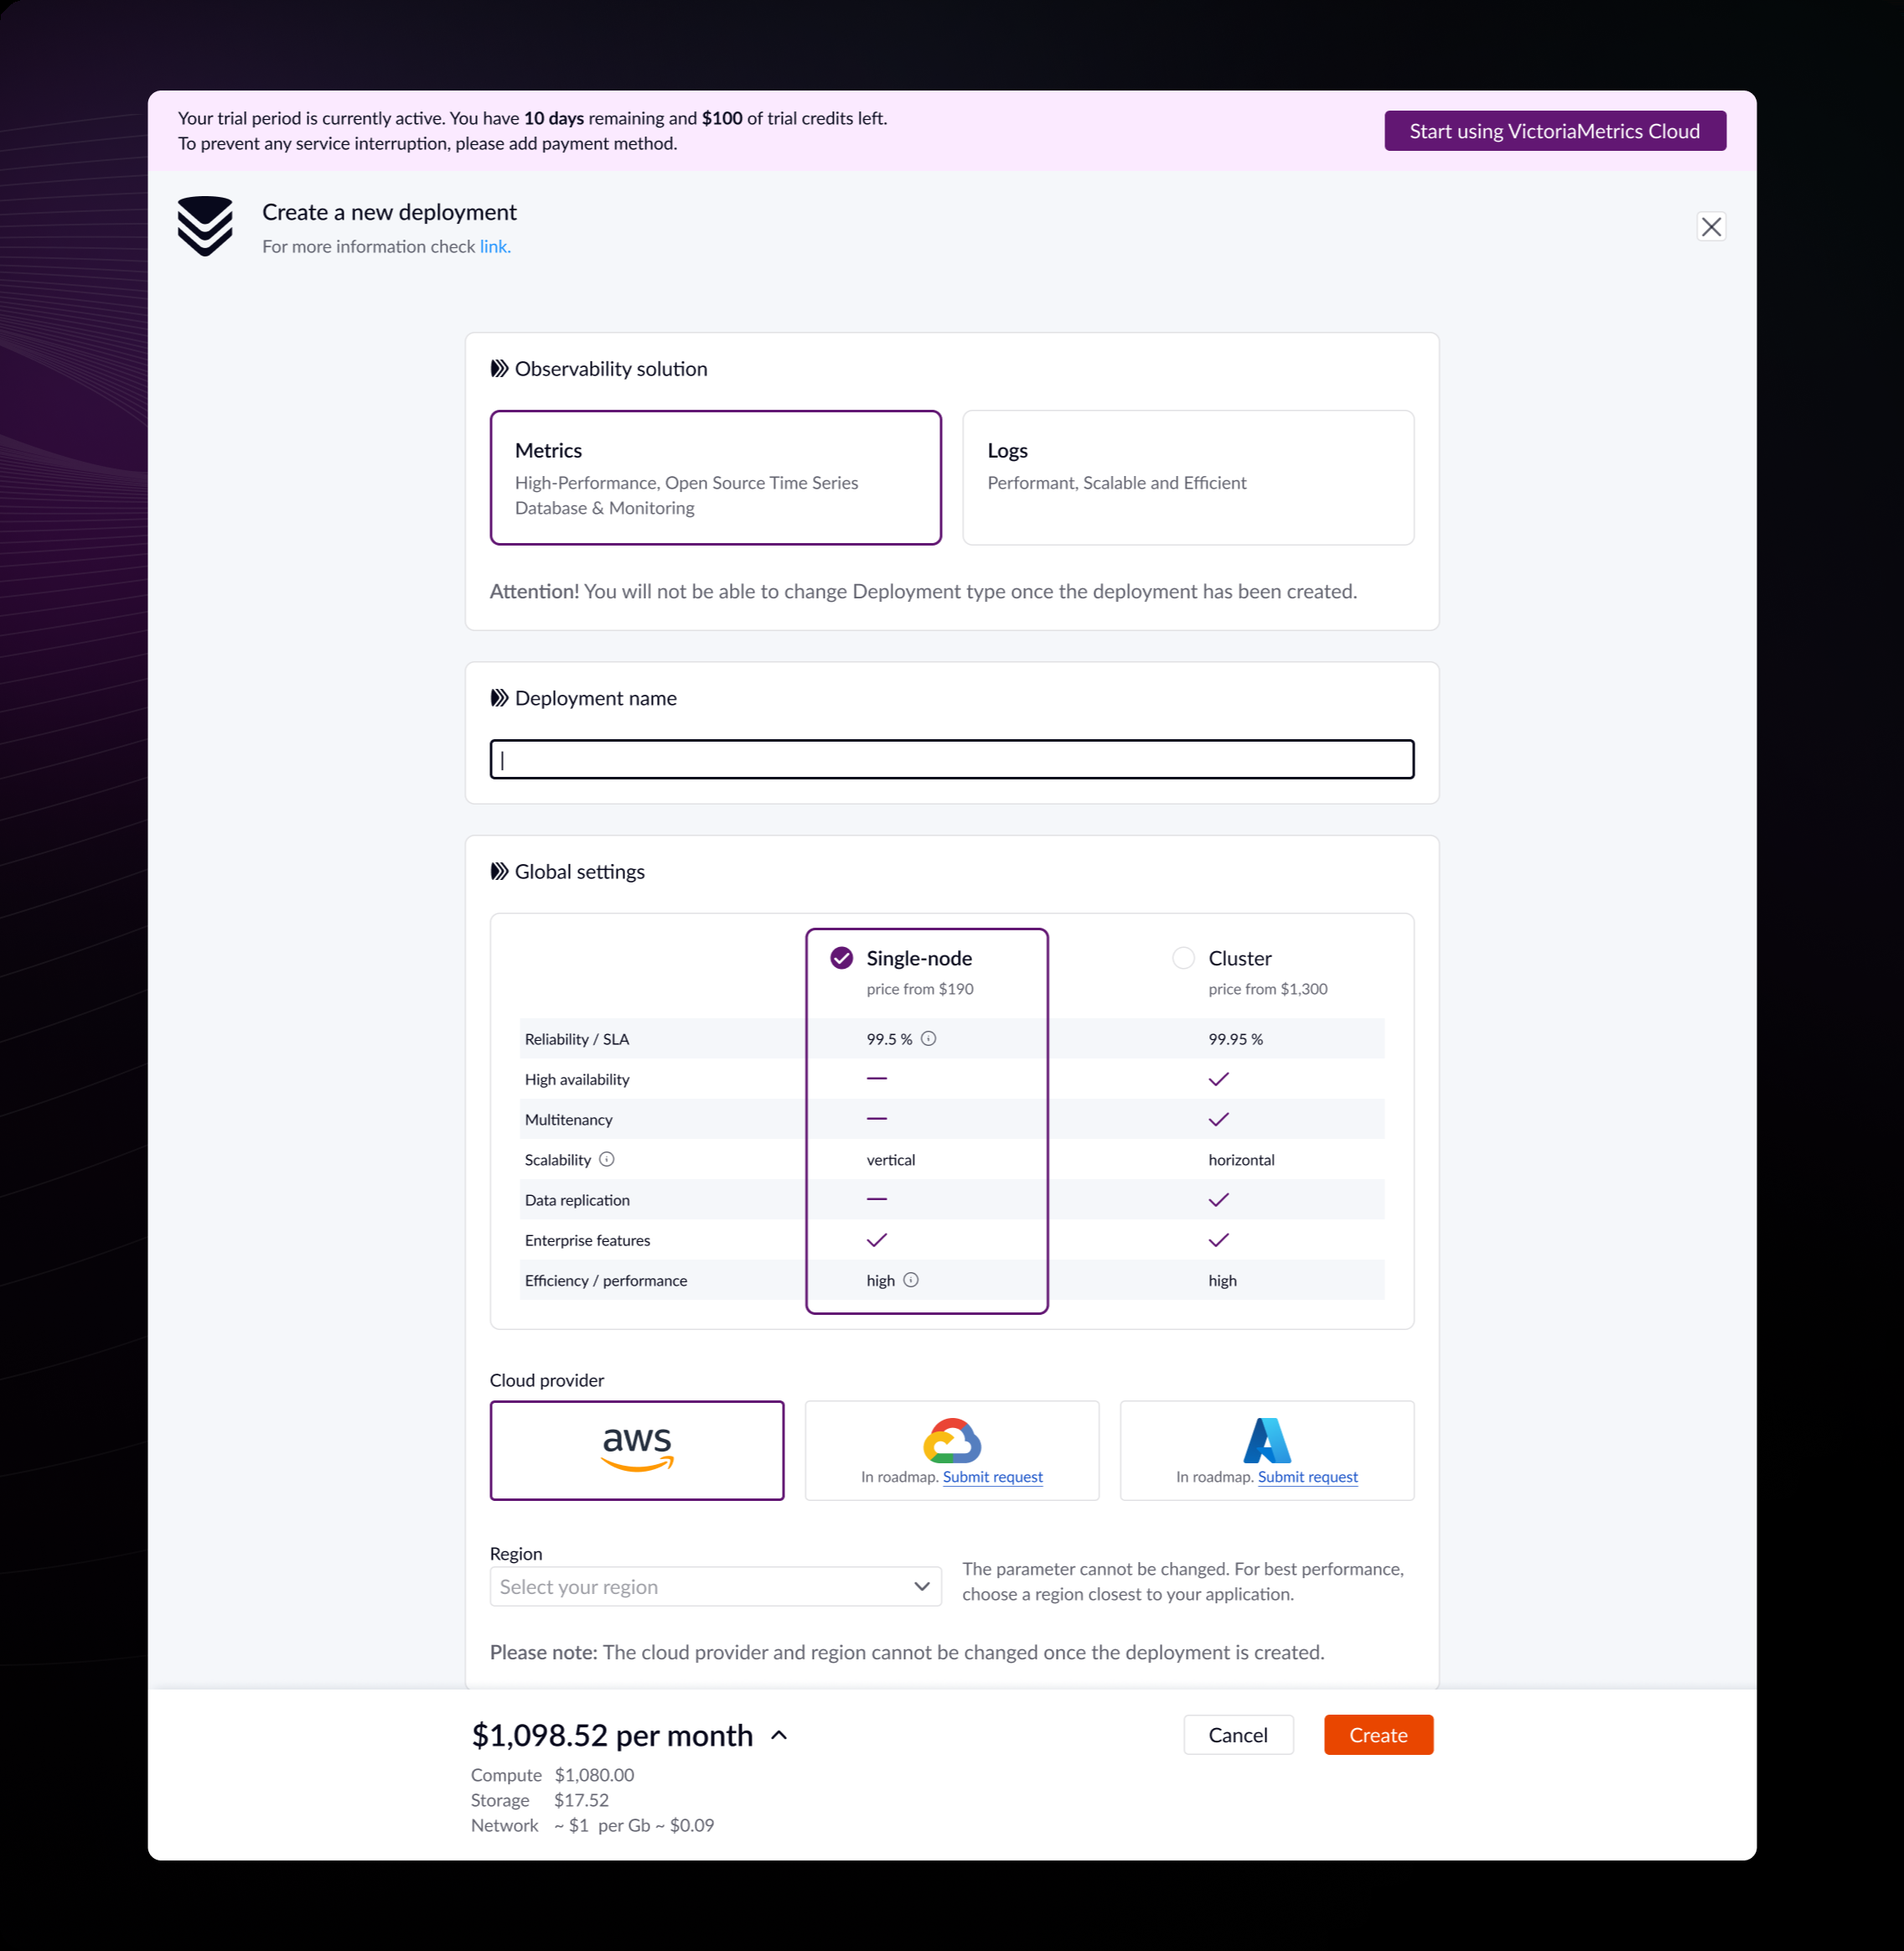 Your trial period is currently active. You have 10 days remaining and $100 of trial credits left.
To prevent any service interruption, please add payment method.
Start using VictoriaMetrics Cloud
Create a new deployment
For more information check link.
Observability solution
Metrics
High-Performance, Open Source Time Series
Database & Monitoring
Logs
Performant, Scalable and Efficient
Attention! You will not be able to change Deployment type once the deployment has been created.
Deployment name
Global settings
Single-node
price from $190
Cluster
price from $1,300
Reliability / SLA 99.5 % 99.95 %
High availability
Multitenancy
Scalability vertical horizontal
Data replication
Enterprise features
Efficiency / performance high high
Cloud provider
aws
In roadmap. Submit request
In roadmap. Submit request
Region
Select your region
The parameter cannot be changed. For best performance,
choose a region closest to your application.
Please note: The cloud provider and region cannot be changed once the deployment is created.
$1,098.52 per month
Cancel
Create
Compute $1,080.00
Storage $17.52
Network ~ $1 per Gb ~ $0.09